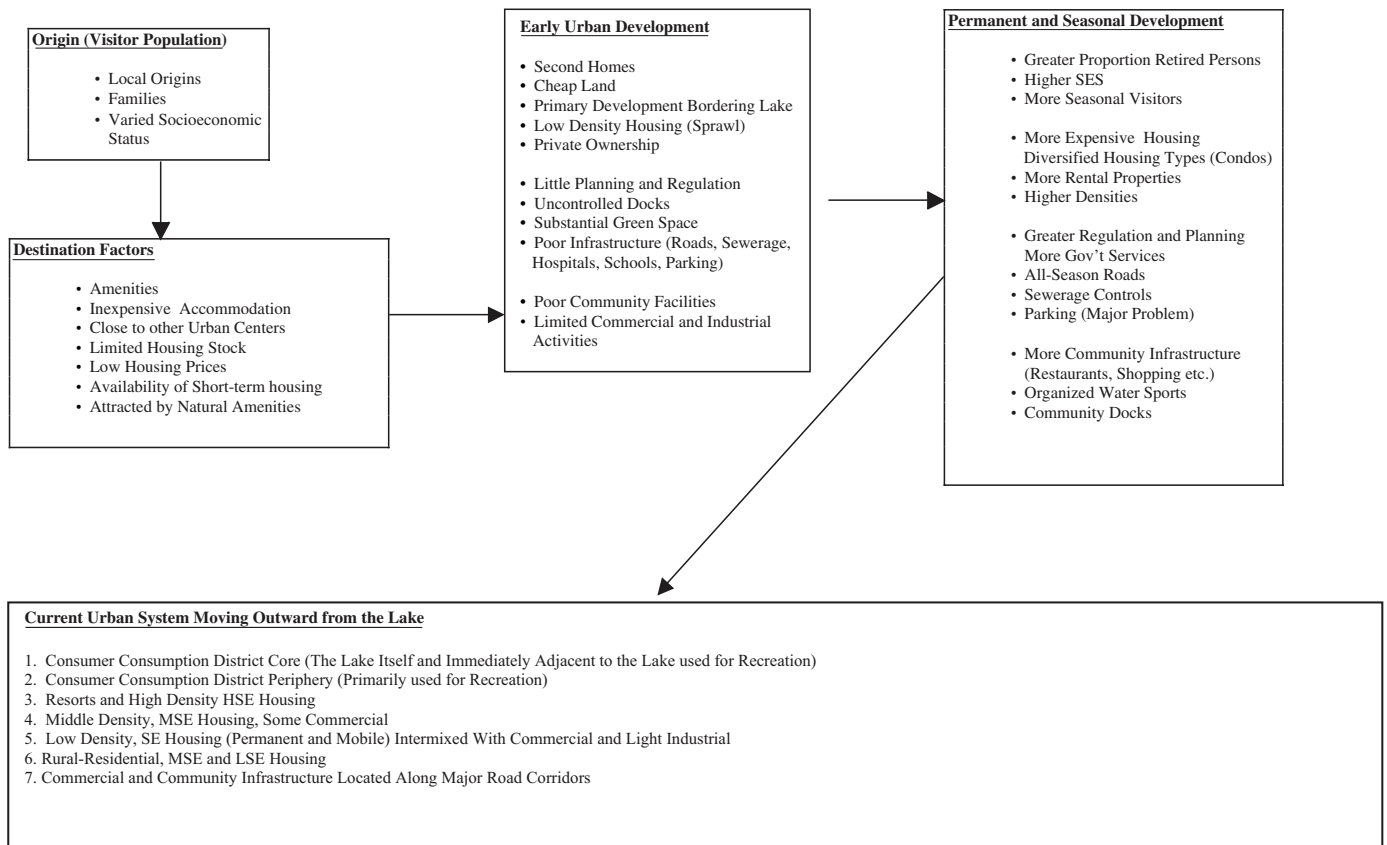 Origin (Visitor Population)
• Local Origins
• Families
• Varied Socioeconomic
Status
Destination Factors
• Amenities
• Inexpensive Accommodation
• Close to other Urban Centers
• Limited Housing Stock
• Low Housing Prices
• Availability of Short-term housing
• Attracted by Natural Amenities
Early Urban Development
• Second Homes
• Cheap Land
• Primary Development Bordering Lake
• Low Density Housing (Sprawl)
• Private Ownership
• Little Planning and Regulation
• Uncontrolled Docks
• Substantial Green Space
• Poor Infrastructure (Roads, Sewerage,
Hospitals, Schools, Parking)
• Poor Community Facilities
• Limited Commercial and Industrial
Activities
Permanent and Seasonal Development
• Greater Proportion Retired Persons
• Higher SES
• More Seasonal Visitors
• More Expensive Housing
Diversified Housing Types (Condos)
• More Rental Properties
• Higher Densities
• Greater Regulation and Planning
More Gov't Services
• All-Season Roads
• Sewerage Controls
• Parking (Major Problem)
• More Community Infrastructure
(Restaurants, Shopping etc.)
• Organized Water Sports
• Community Docks
Current Urban System Moving Outward from the Lake
1. Consumer Consumption District Core (The Lake Itself and Immediately Adjacent to the Lake used for Recreation)
2. Consumer Consumption District Periphery (Primarily used for Recreation)
3. Resorts and High Density HSE Housing
4. Middle Density, MSE Housing, Some Commercial
5. Low Density, SE Housing (Permanent and Mobile) Intermixed With Commercial and Light Industrial
6. Rural-Residential, MSE and LSE Housing
7. Commercial and Community Infrastructure Located Along Major Road Corridors